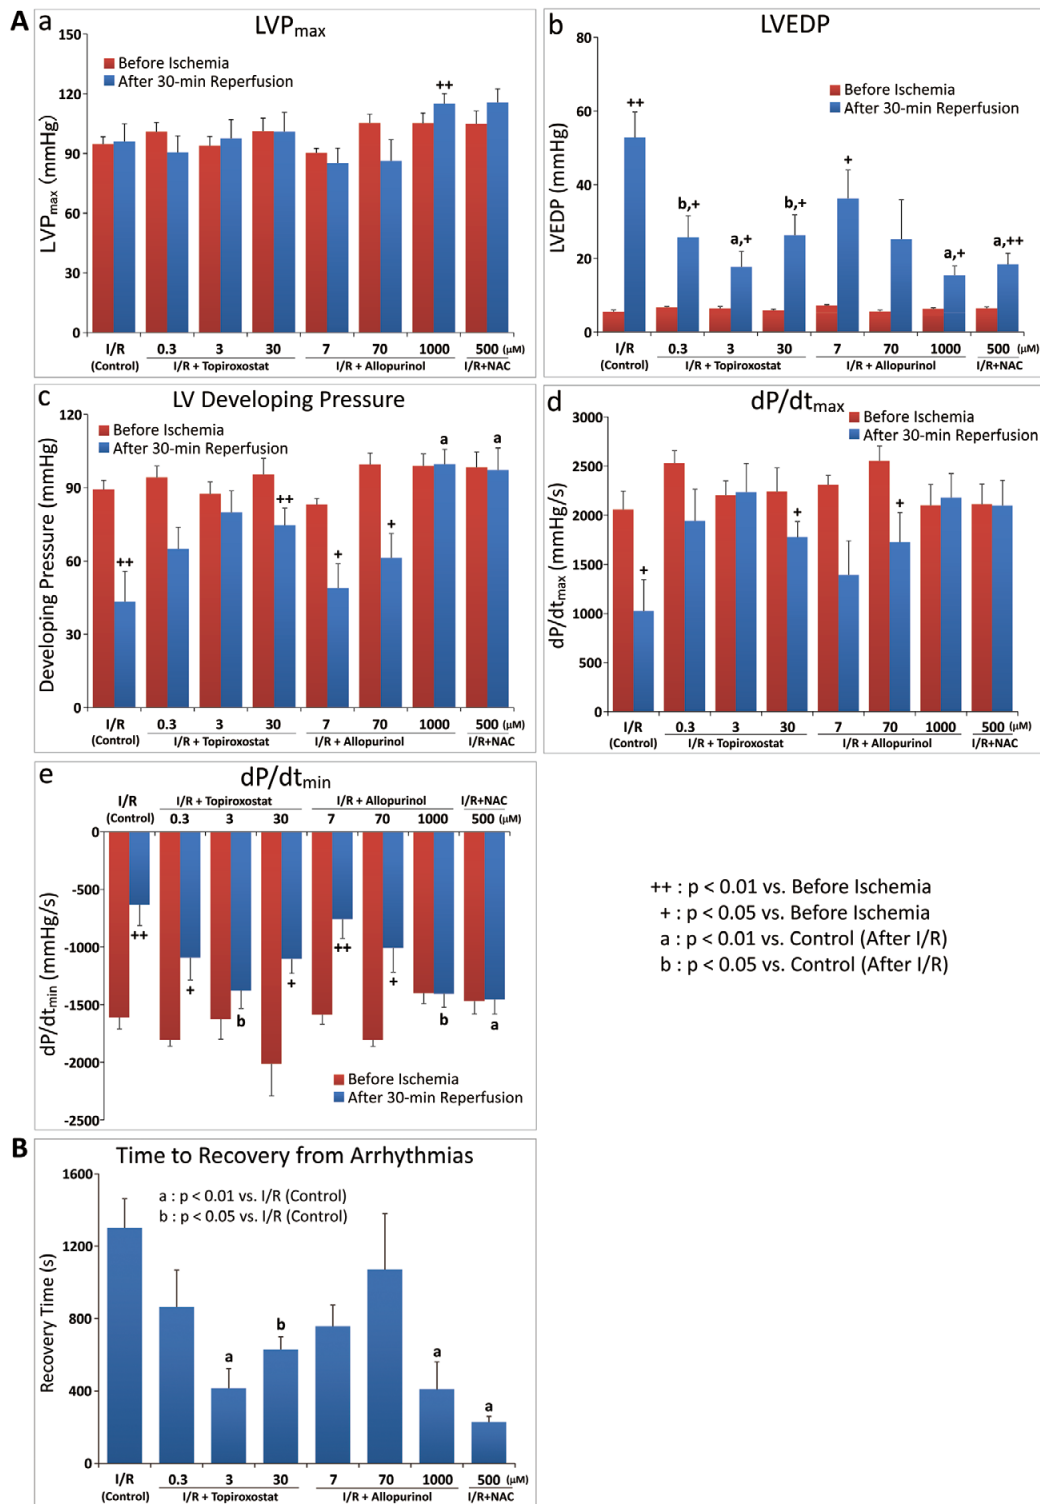 A
a
LVPmax
Before Ischemia
After 30-min Reperfusion
LVPmax (mmHg)
150
120
90
60
30
0
++
I/R
(Control)
0.3 3 30 7 70 1000 500 (μM)
I/R + Topiroxostat I/R + Allopurinol I/R+NAC
b
LVEDP
Before Ischemia
After 30-min Reperfusion
LVEDP (mmHg)
80
60
40
20
0
++ b,+ a,+ b,+ + a,+ a,++
I/R
(Control)
0.3 3 30 7 70 1000 500 (μM)
I/R + Topiroxostat I/R + Allopurinol I/R+NAC
c
LV Developing Pressure
Before Ischemia
After 30-min Reperfusion
Developing Pressure (mmHg)
120
90
60
30
0
++ ++ + + a a
I/R
(Control)
0.3 3 30 7 70 1000 500 (μM)
I/R + Topiroxostat I/R + Allopurinol I/R+NAC
d
dP/dtmax
Before Ischemia
After 30-min Reperfusion
dP/dtmax (mmHg/s)
3000
2500
2000
1500
1000
500
0
+ + +
I/R
(Control)
0.3 3 30 7 70 1000 500 (μM)
I/R + Topiroxostat I/R + Allopurinol I/R+NAC
e
dP/dtmin
I/R
(Control)
I/R + Topiroxostat I/R + Allopurinol I/R+NAC
0.3 3 30 7 70 1000 500 (μM)
dP/dtmin (mmHg/s)
0
-500
-1000
-1500
-2000
-2500
++ + b + ++ + b a
Before Ischemia
After 30-min Reperfusion
++ : p < 0.01 vs. Before Ischemia
+ : p < 0.05 vs. Before Ischemia
a : p < 0.01 vs. Control (After I/R)
b : p < 0.05 vs. Control (After I/R)
B
Time to Recovery from Arrhythmias
a : p < 0.01 vs. I/R (Control)
b : p < 0.05 vs. I/R (Control)
Recovery Time (s)
1600
1200
800
400
0
a b a a
I/R
(Control)
0.3 3 30 7 70 1000 500 (μM)
I/R + Topiroxostat I/R + Allopurinol I/R+NAC